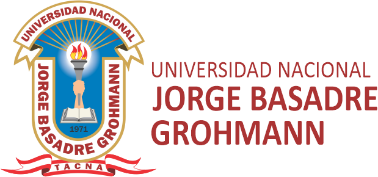 UNIVERSIDAD NACIONAL
JORGE BASADRE GROHMANN
1971
TACNA
UNIVERSIDAD NACIONAL
JORGE BASADRE
GROHMANN